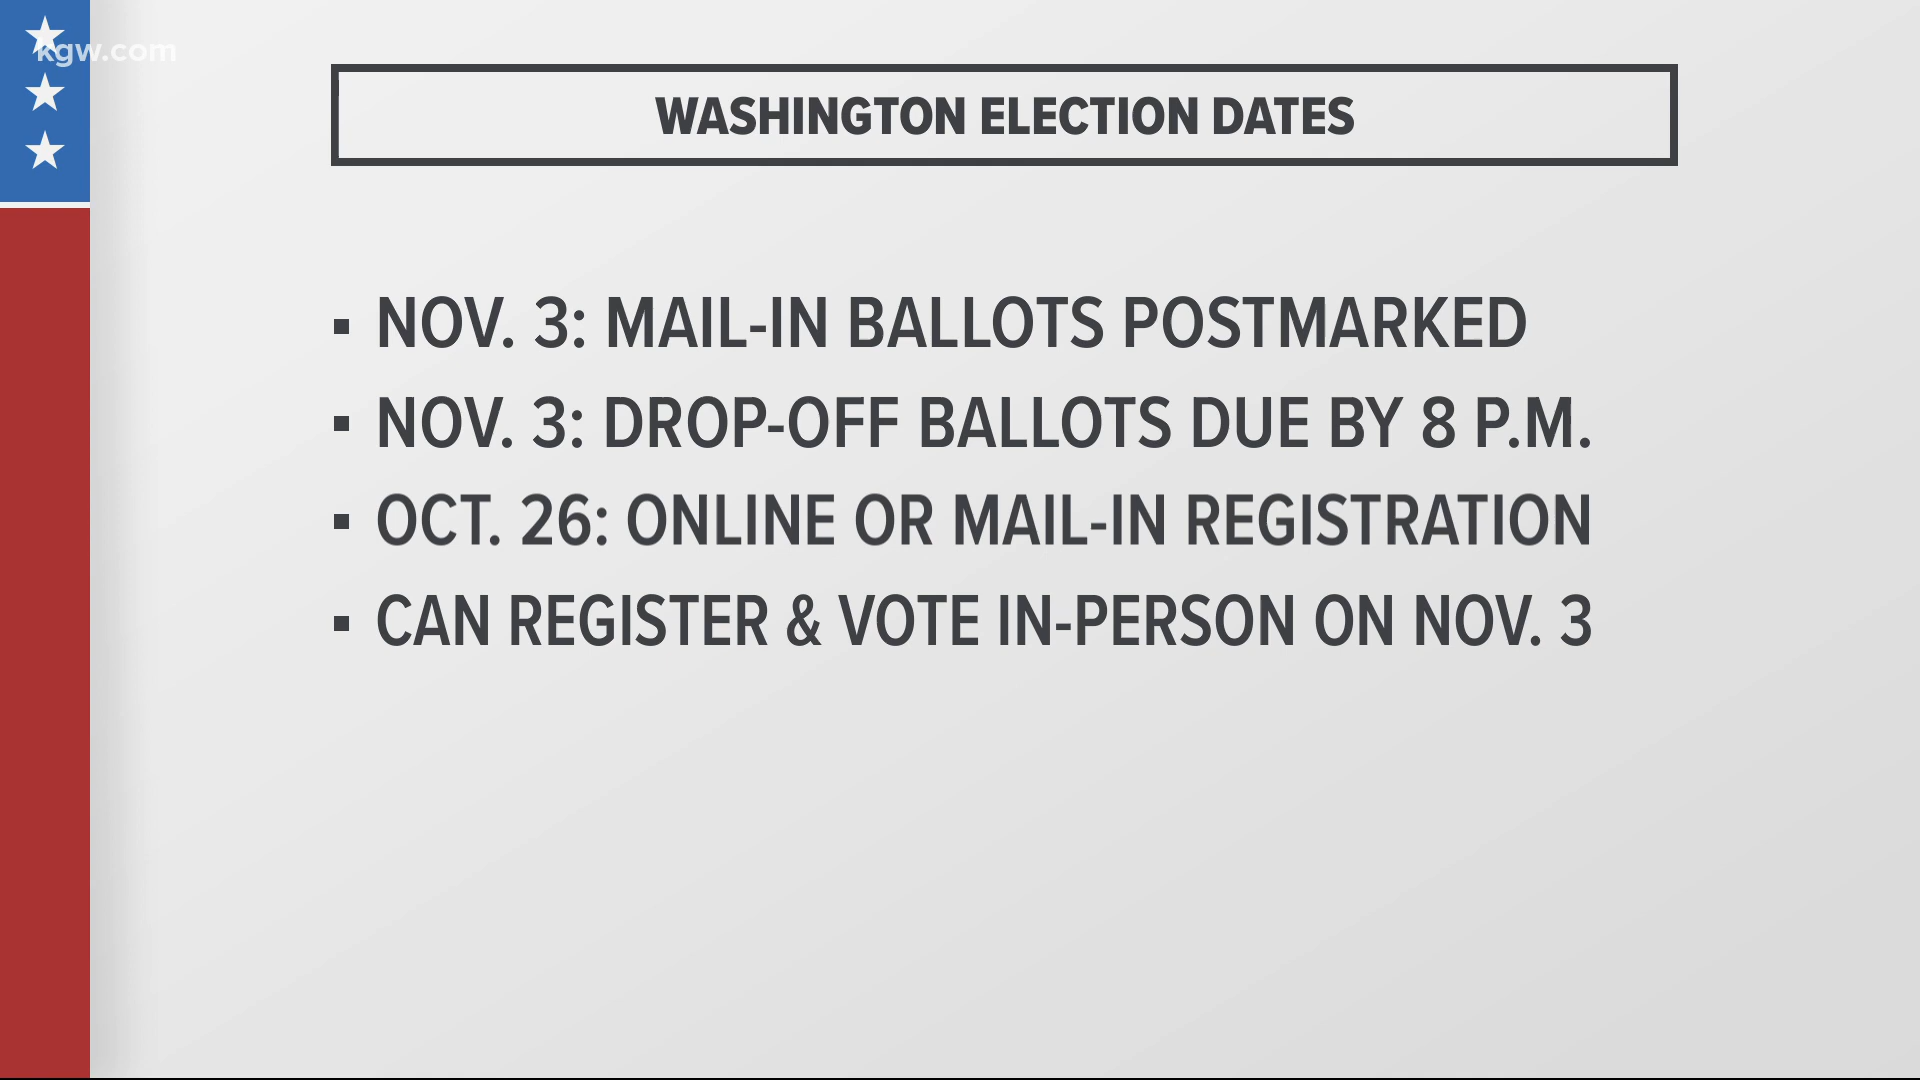 kgw.com
WASHINGTON ELECTION DATES
▪ NOV. 3: MAIL-IN BALLOTS POSTMARKED
▪ NOV. 3: DROP-OFF BALLOTS DUE BY 8 P.M.
▪ OCT. 26: ONLINE OR MAIL-IN REGISTRATION
▪ CAN REGISTER & VOTE IN-PERSON ON NOV. 3